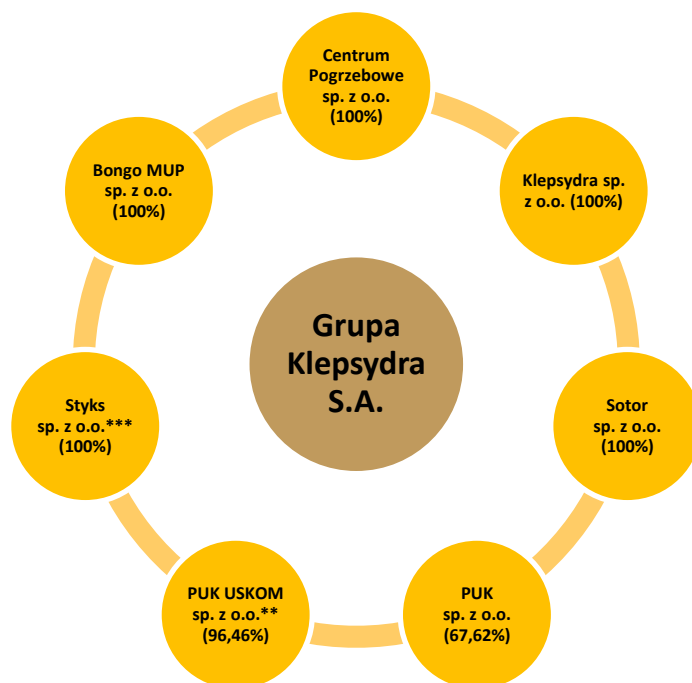 Centrum
Pogrzebowe
sp. z o.o.
(100%)
Bongo MUP
sp. z o.o.
(100%)
Klepsydra sp.
z o.o. (100%)
Grupa
Klepsydra
S.A.
Styks
sp. z o.o.***
(100%)
Sotor
sp. z o.o.
(100%)
PUK USKOM
sp. z o.o.**
(96,46%)
PUK
sp. z o.o.
(67,62%)